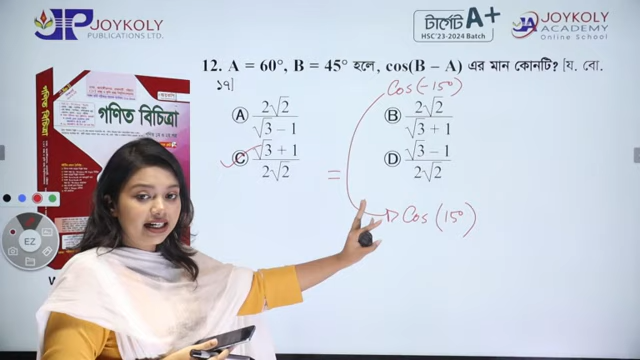 JP JOYKOLY
PUBLICATIONS LTD.
টার্গেট A+
HSC'23-2024 Batch
JOYKOLY
ACADEMY
Online School
12. A = 60°, B = 45° হলে, cos(B − A) এর মান কোনটি? [য. বো.
১৭]
Cos(-15°)
A 2√2 / √3 − 1
B 2√2 / √3 + 1
C √3 + 1 / 2√2
D √3 − 1 / 2√2
=
Cos (15°)
গণিত বিচিত্রা
EZ